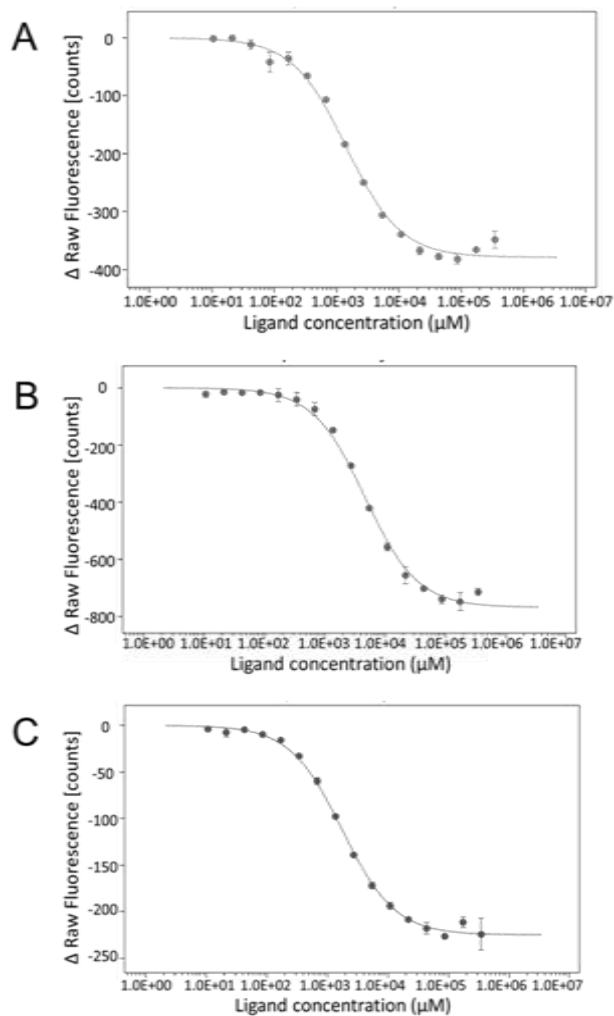 A
Δ Raw Fluorescence [counts]
0
-100
-200
-300
-400
1.0E+00 1.0E+01 1.0E+02 1.0E+03 1.0E+04 1.0E+05 1.0E+06 1.0E+07
Ligand concentration (µM)
B
Δ Raw Fluorescence [counts]
0
-200
-400
-600
-800
1.0E+00 1.0E+01 1.0E+02 1.0E+03 1.0E+04 1.0E+05 1.0E+06 1.0E+07
Ligand concentration (µM)
C
Δ Raw Fluorescence [counts]
0
-50
-100
-150
-200
-250
1.0E+00 1.0E+01 1.0E+02 1.0E+03 1.0E+04 1.0E+05 1.0E+06 1.0E+07
Ligand concentration (µM)